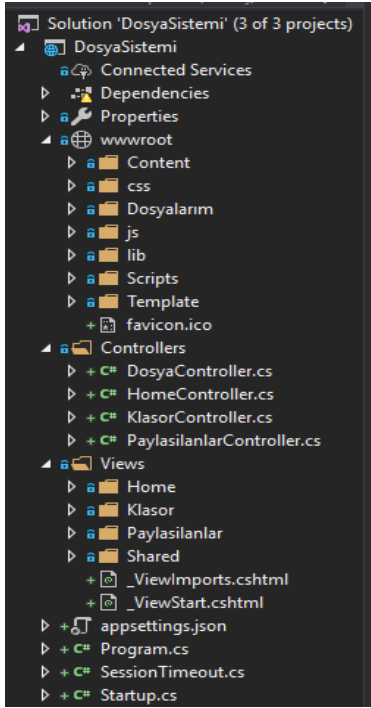 Solution 'DosyaSistemi' (3 of 3 projects)
DosyaSistemi
Connected Services
Dependencies
Properties
wwwroot
Content
css
Dosyalarım
js
lib
Scripts
Template
+ favicon.ico
Controllers
+ C# DosyaController.cs
+ C# HomeController.cs
+ C# KlasorController.cs
+ C# PaylasilanlarController.cs
Views
Home
Klasor
Paylasilanlar
Shared
+ _ViewImports.cshtml
+ _ViewStart.cshtml
+ appsettings.json
+ C# Program.cs
+ C# SessionTimeout.cs
+ C# Startup.cs